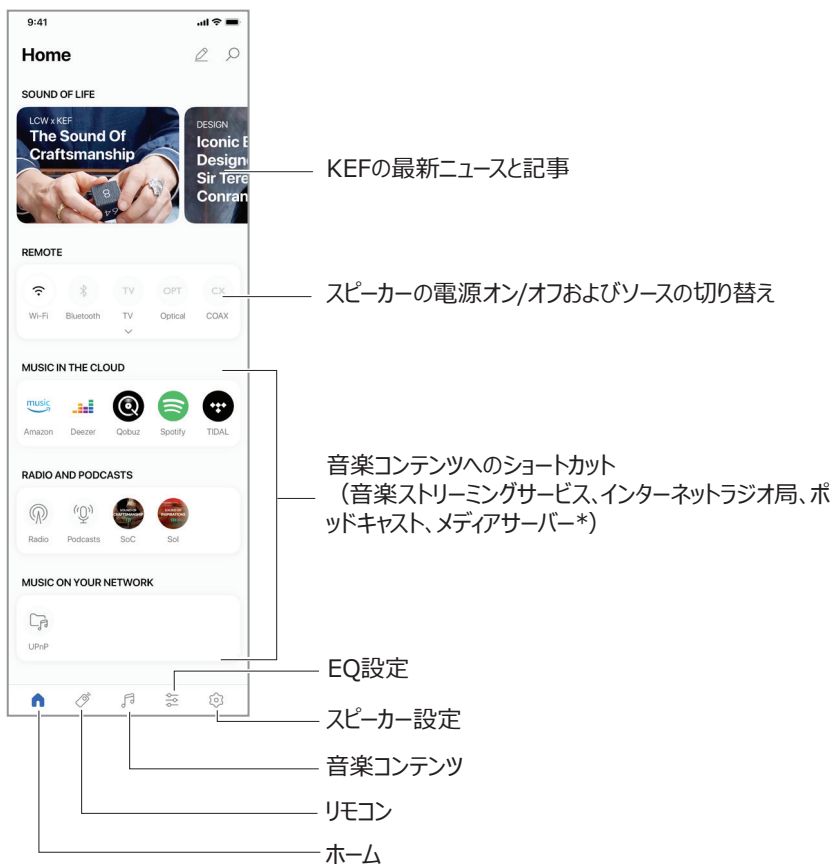 9:41
Home
SOUND OF LIFE
LCW x KEF
The Sound Of
Craftsmanship
DESIGN
Iconic
Design
Sir Tere
Conran
KEFの最新ニュースと記事
REMOTE
TV
OPT
CX
Wi-Fi
Bluetooth
TV
Optical
COAX
スピーカーの電源オン/オフおよびソースの切り替え
MUSIC IN THE CLOUD
music
Amazon
Deezer
Qobuz
Spotify
TIDAL
RADIO AND PODCASTS
Radio
Podcasts
SoC
SoI
音楽コンテンツへのショートカット
（音楽ストリーミングサービス、インターネットラジオ局、ポ
ッドキャスト、メディアサーバー*）
MUSIC ON YOUR NETWORK
UPnP
EQ設定
スピーカー設定
音楽コンテンツ
リモコン
ホーム